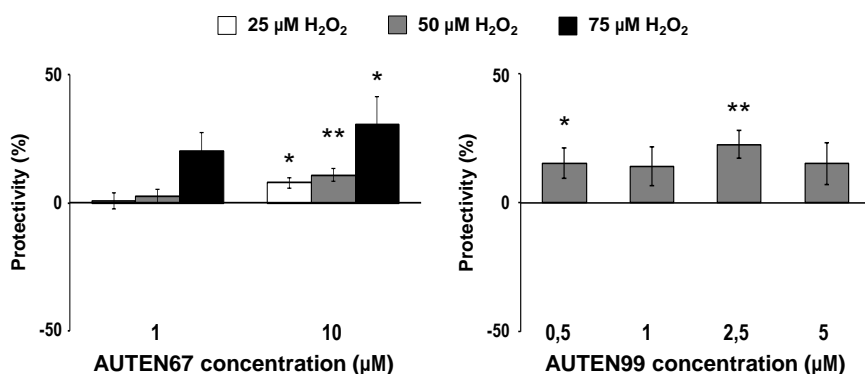 25 µM H₂O₂ 50 µM H₂O₂ 75 µM H₂O₂
Protectivity (%)
50
0
-50
*
**
*
1 10
AUTEN67 concentration (µM)
Protectivity (%)
50
0
-50
*
**
0,5 1 2,5 5
AUTEN99 concentration (µM)